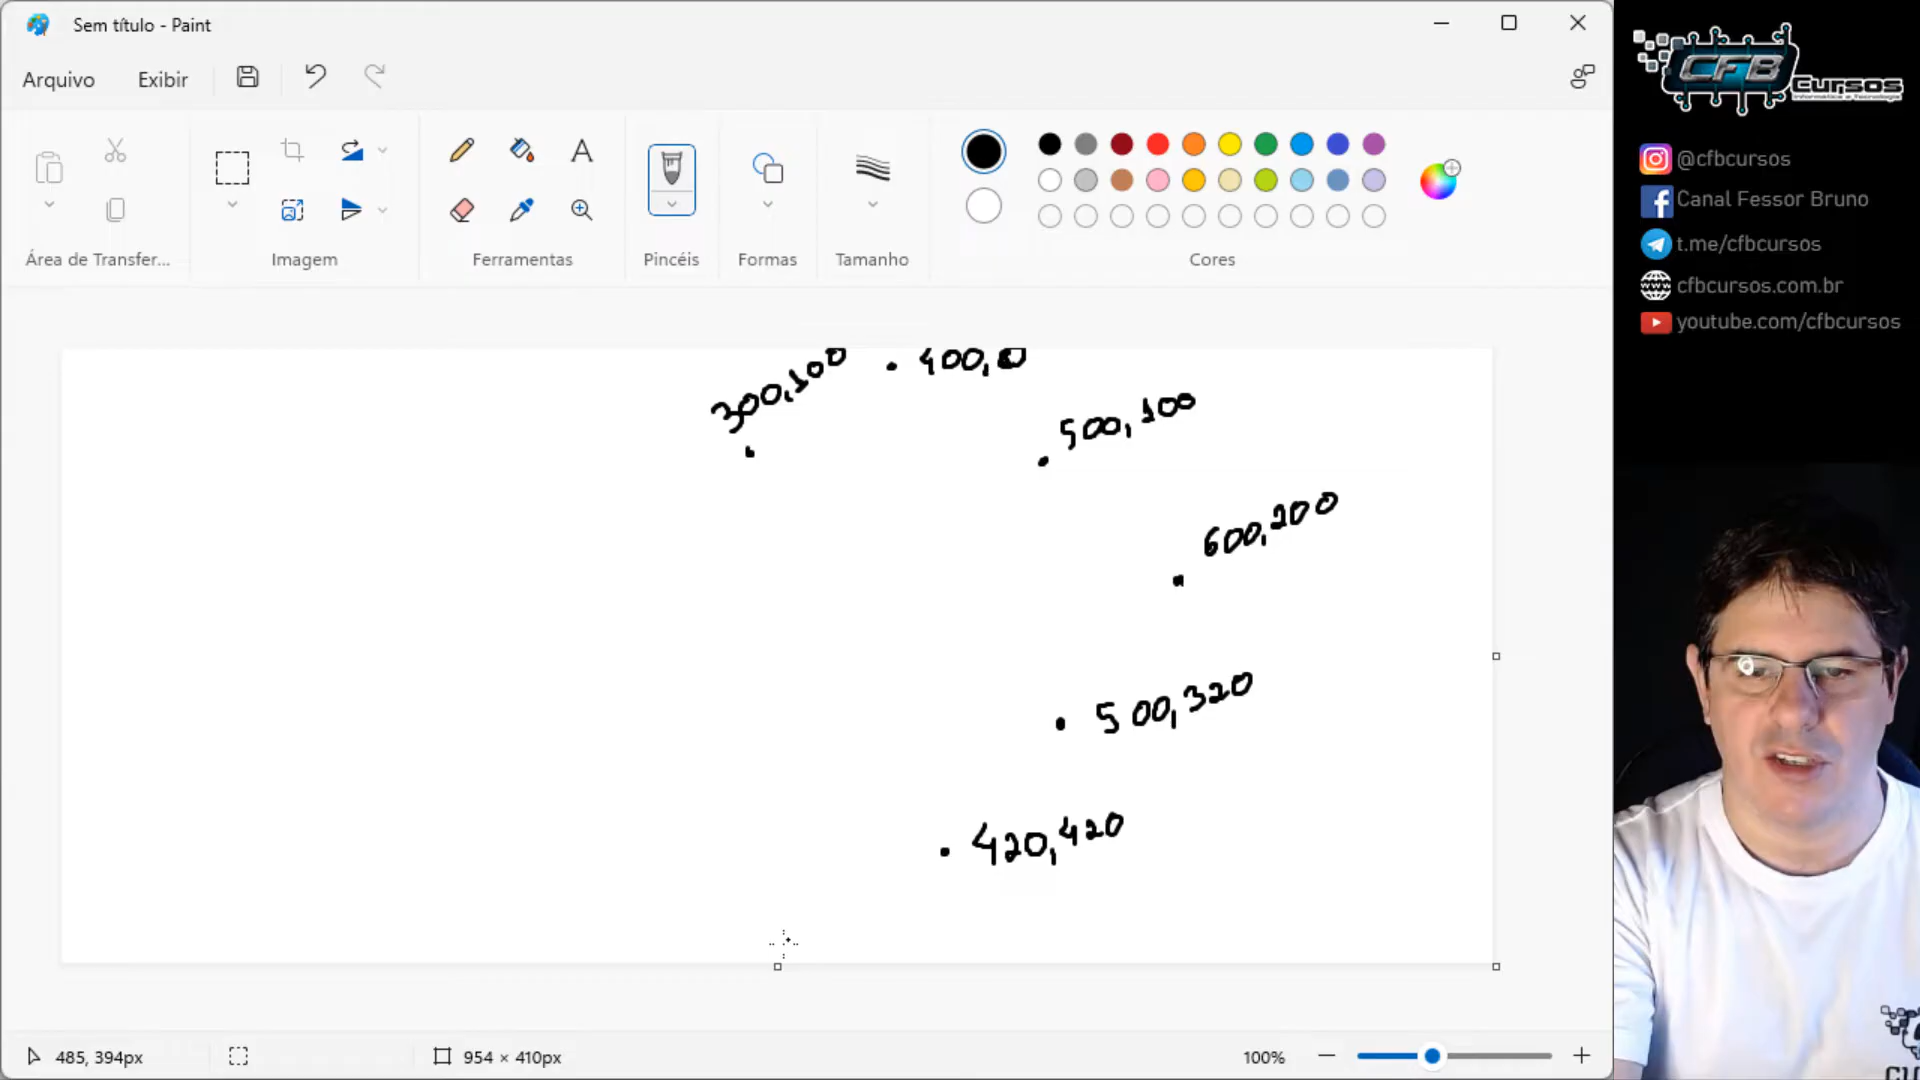 Sem título - Paint
Arquivo
Exibir
Área de Transfer...
Imagem
Ferramentas
Pincéis
Formas
Tamanho
Cores
300,100
400,0
500,100
600,200
500,320
420,420
485, 394px
954 × 410px
100%
CFB
Cursos
@cfbcursos
Canal Fessor Bruno
t.me/cfbcursos
WWW
cfbcursos.com.br
youtube.com/cfbcursos